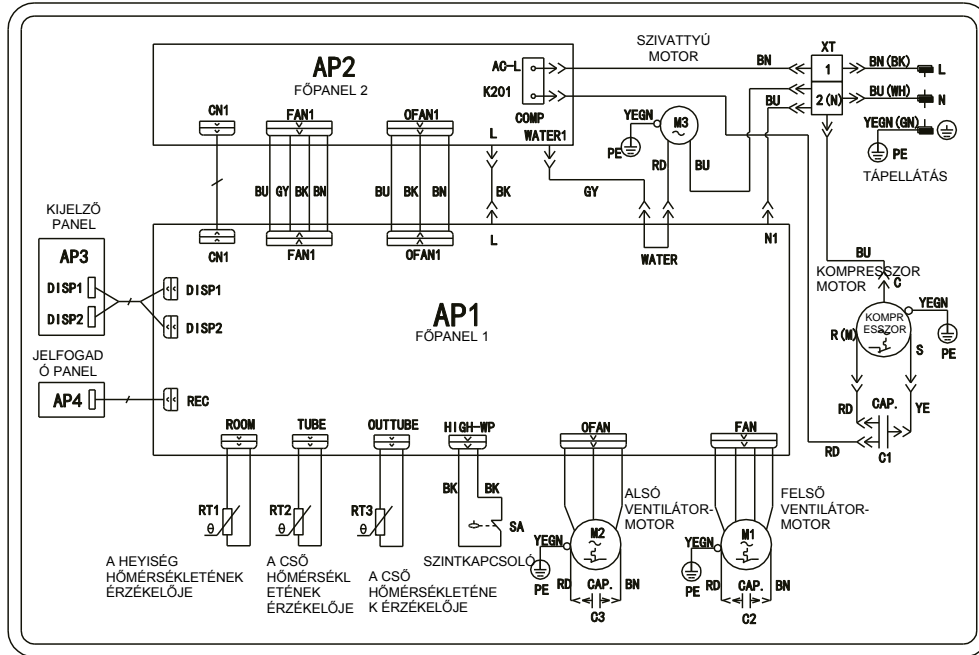 AP2
FŐPANEL 2
AC-L
K201
COMP
SZIVATTYÚ
MOTOR
BN
XT
1
2(N)
BN(BK)
L
BU(WH)
N
YEGN(GN)
PE
TÁPELLÁTÁS
CN1
FAN1
OFAN1
L
WATER1
YEGN
PE
M3
BU
RD
BU
BU GY BK BN
BU BK BN
BK
GY
CN1
FAN1
OFAN1
L
WATER
N1
KIJELZŐ
PANEL
AP3
DISP1
DISP2
DISP1
DISP2
AP1
FŐPANEL 1
BU
KOMPRESSZOR
MOTOR
C
YEGN
PE
KOMPR
ESSZOR
R(M)
S
RD
CAP.
YE
RD
C1
JELFOGAD
Ó PANEL
AP4
REC
ROOM
TUBE
OUTTUBE
HIGH-WP
OFAN
FAN
RT1
θ
RT2
θ
RT3
θ
BK
BK
SA
SZINTKAPCSOLÓ
A HEYISÉG
HŐMÉRSÉKLETÉNEK
ÉRZÉKELŐJE
A CSŐ
HŐMÉRSÉKL
ETÉNEK
ÉRZÉKELŐJE
A CSŐ
HŐMÉRSÉKLETÉNE
K ÉRZÉKELŐJE
ALSÓ
VENTILÁTOR-
MOTOR
YEGN
PE
M2
RD
CAP.
BN
C3
FELSŐ
VENTILÁTOR-
MOTOR
YEGN
PE
M1
RD
CAP.
BN
C2